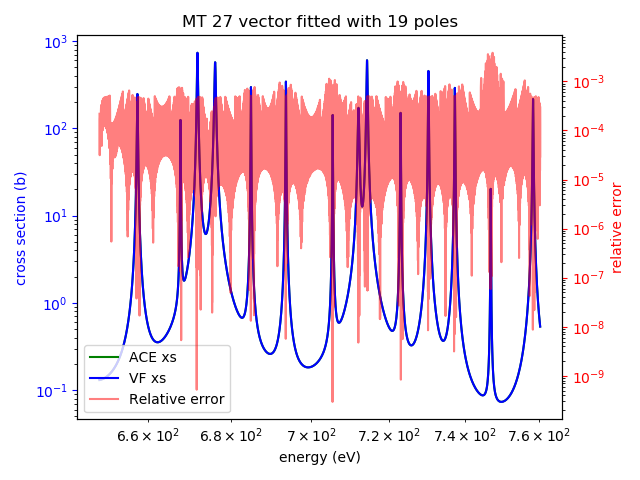 MT 27 vector fitted with 19 poles
10³
10²
10¹
10⁰
10⁻¹
cross section (b)
10⁻³
10⁻⁴
10⁻⁵
10⁻⁶
10⁻⁷
10⁻⁸
10⁻⁹
relative error
ACE xs
VF xs
Relative error
6.6 × 10² 6.8 × 10² 7 × 10² 7.2 × 10² 7.4 × 10² 7.6 × 10²
energy (eV)